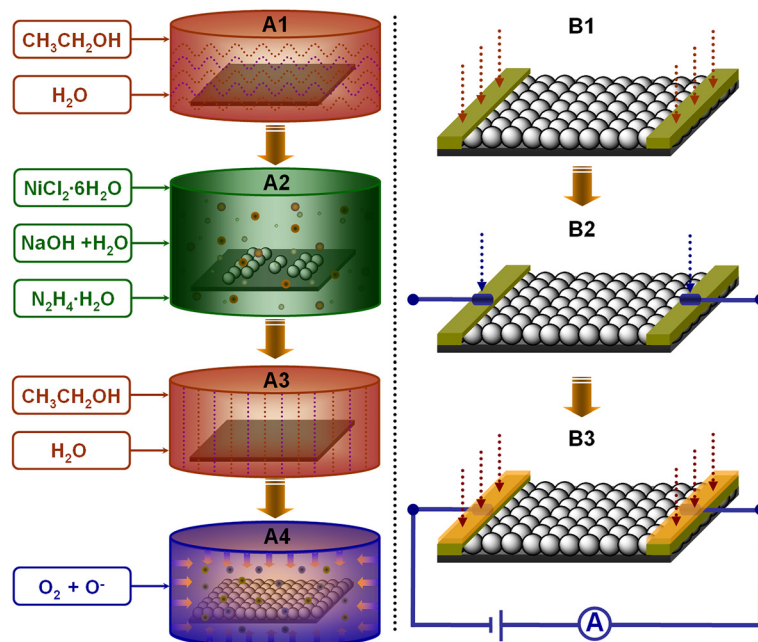 A1
CH₃CH₂OH
H₂O
A2
NiCl₂·6H₂O
NaOH +H₂O
N₂H₄·H₂O
A3
CH₃CH₂OH
H₂O
A4
O₂ + O⁻
B1
B2
B3
A